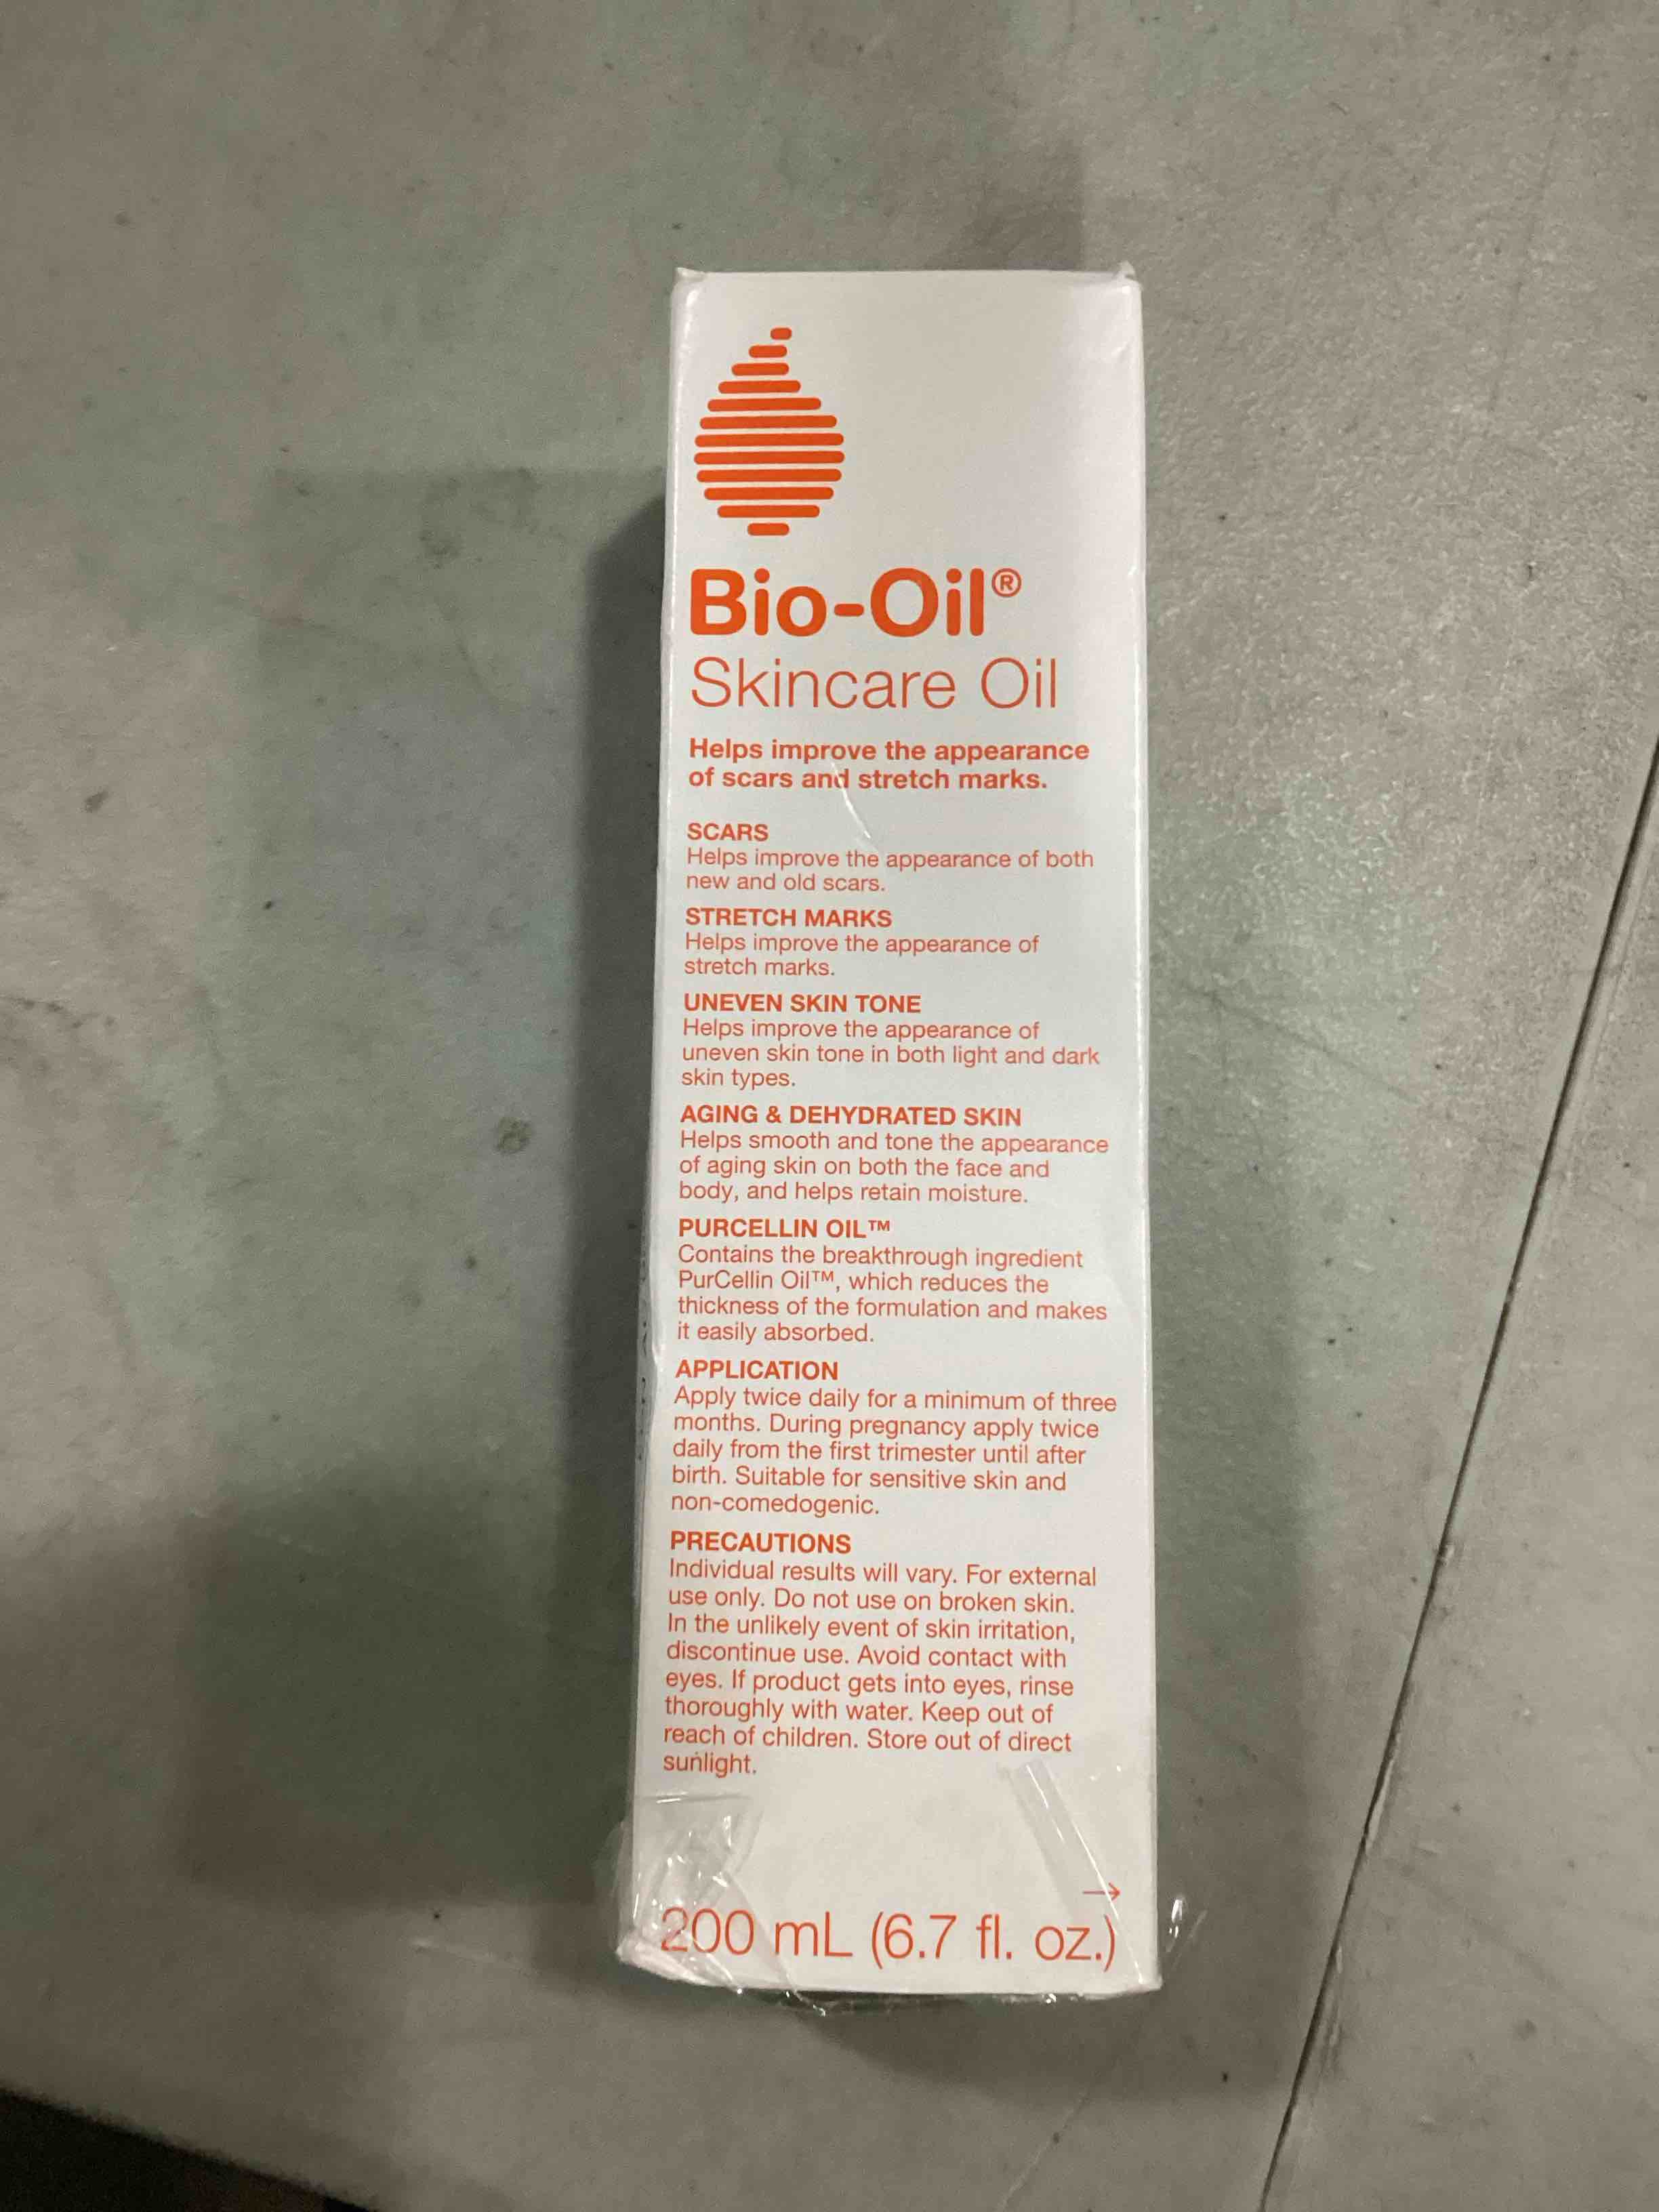 Bio-Oil®
Skincare Oil
Helps improve the appearance
of scars and stretch marks.
SCARS
Helps improve the appearance of both
new and old scars.
STRETCH MARKS
Helps improve the appearance of
stretch marks.
UNEVEN SKIN TONE
Helps improve the appearance of
uneven skin tone in both light and dark
skin types.
AGING & DEHYDRATED SKIN
Helps smooth and tone the appearance
of aging skin on both the face and
body, and helps retain moisture.
PURCELLIN OIL™
Contains the breakthrough ingredient
PurCellin Oil™, which reduces the
thickness of the formulation and makes
it easily absorbed.
APPLICATION
Apply twice daily for a minimum of three
months. During pregnancy apply twice
daily from the first trimester until after
birth. Suitable for sensitive skin and
non-comedogenic.
PRECAUTIONS
Individual results will vary. For external
use only. Do not use on broken skin.
In the unlikely event of skin irritation,
discontinue use. Avoid contact with
eyes. If product gets into eyes, rinse
thoroughly with water. Keep out of
reach of children. Store out of direct
sunlight.
→
200 mL (6.7 fl. oz.)